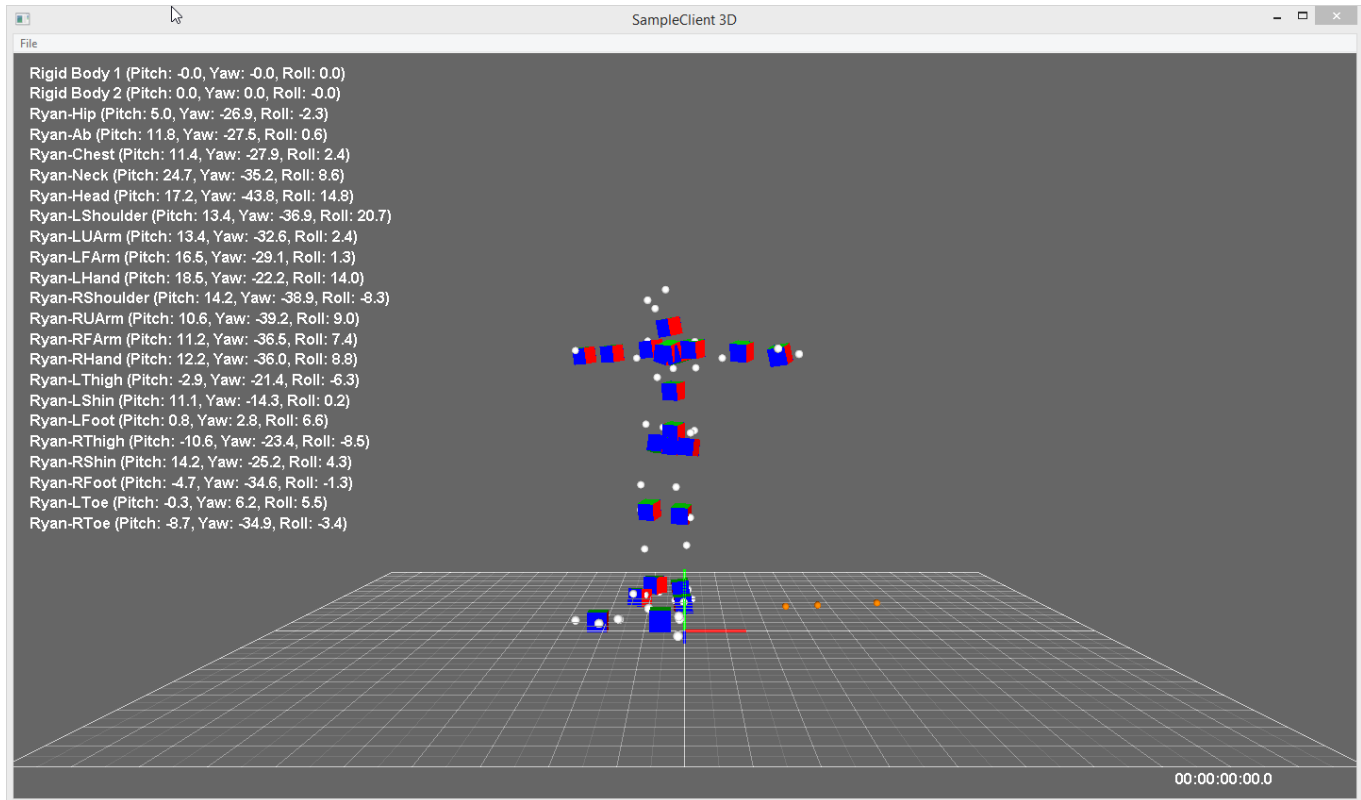 SampleClient 3D
File
Rigid Body 1 (Pitch: -0.0, Yaw: -0.0, Roll: 0.0)
Rigid Body 2 (Pitch: 0.0, Yaw: 0.0, Roll: -0.0)
Ryan-Hip (Pitch: 5.0, Yaw: -26.9, Roll: -2.3)
Ryan-Ab (Pitch: 11.8, Yaw: -27.5, Roll: 0.6)
Ryan-Chest (Pitch: 11.4, Yaw: -27.9, Roll: 2.4)
Ryan-Neck (Pitch: 24.7, Yaw: -35.2, Roll: 8.6)
Ryan-Head (Pitch: 17.2, Yaw: -43.8, Roll: 14.8)
Ryan-LShoulder (Pitch: 13.4, Yaw: -36.9, Roll: 20.7)
Ryan-LUArm (Pitch: 13.4, Yaw: -32.6, Roll: 2.4)
Ryan-LFArm (Pitch: 16.5, Yaw: -29.1, Roll: 1.3)
Ryan-LHand (Pitch: 18.5, Yaw: -22.2, Roll: 14.0)
Ryan-RShoulder (Pitch: 14.2, Yaw: -38.9, Roll: -8.3)
Ryan-RUArm (Pitch: 10.6, Yaw: -39.2, Roll: 9.0)
Ryan-RFArm (Pitch: 11.2, Yaw: -36.5, Roll: 7.4)
Ryan-RHand (Pitch: 12.2, Yaw: -36.0, Roll: 8.8)
Ryan-LThigh (Pitch: -2.9, Yaw: -21.4, Roll: -6.3)
Ryan-LShin (Pitch: 11.1, Yaw: -14.3, Roll: 0.2)
Ryan-LFoot (Pitch: 0.8, Yaw: 2.8, Roll: 6.6)
Ryan-RThigh (Pitch: -10.6, Yaw: -23.4, Roll: -8.5)
Ryan-RShin (Pitch: 14.2, Yaw: -25.2, Roll: 4.3)
Ryan-RFoot (Pitch: -4.7, Yaw: -34.6, Roll: -1.3)
Ryan-LToe (Pitch: -0.3, Yaw: 6.2, Roll: 5.5)
Ryan-RToe (Pitch: -8.7, Yaw: -34.9, Roll: -3.4)
00:00:00:00.0